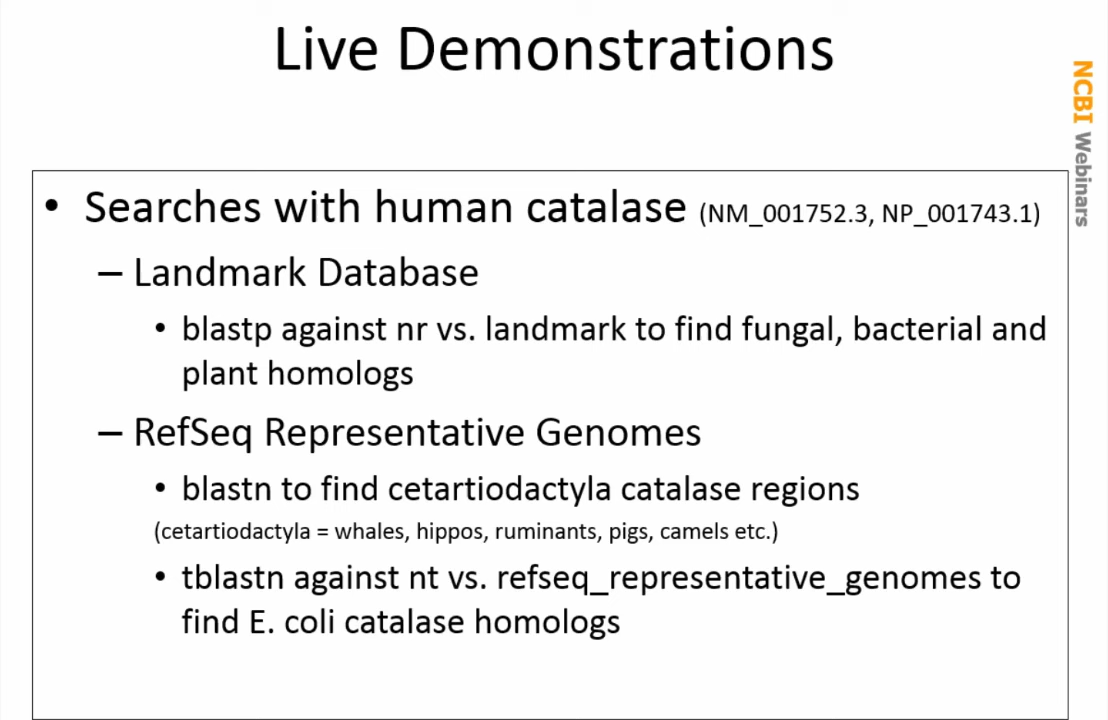 Live Demonstrations
NCBI Webinars
• Searches with human catalase (NM_001752.3, NP_001743.1)
– Landmark Database
• blastp against nr vs. landmark to find fungal, bacterial and
plant homologs
– RefSeq Representative Genomes
• blastn to find cetartiodactyla catalase regions
(cetartiodactyla = whales, hippos, ruminants, pigs, camels etc.)
• tblastn against nt vs. refseq_representative_genomes to
find E. coli catalase homologs